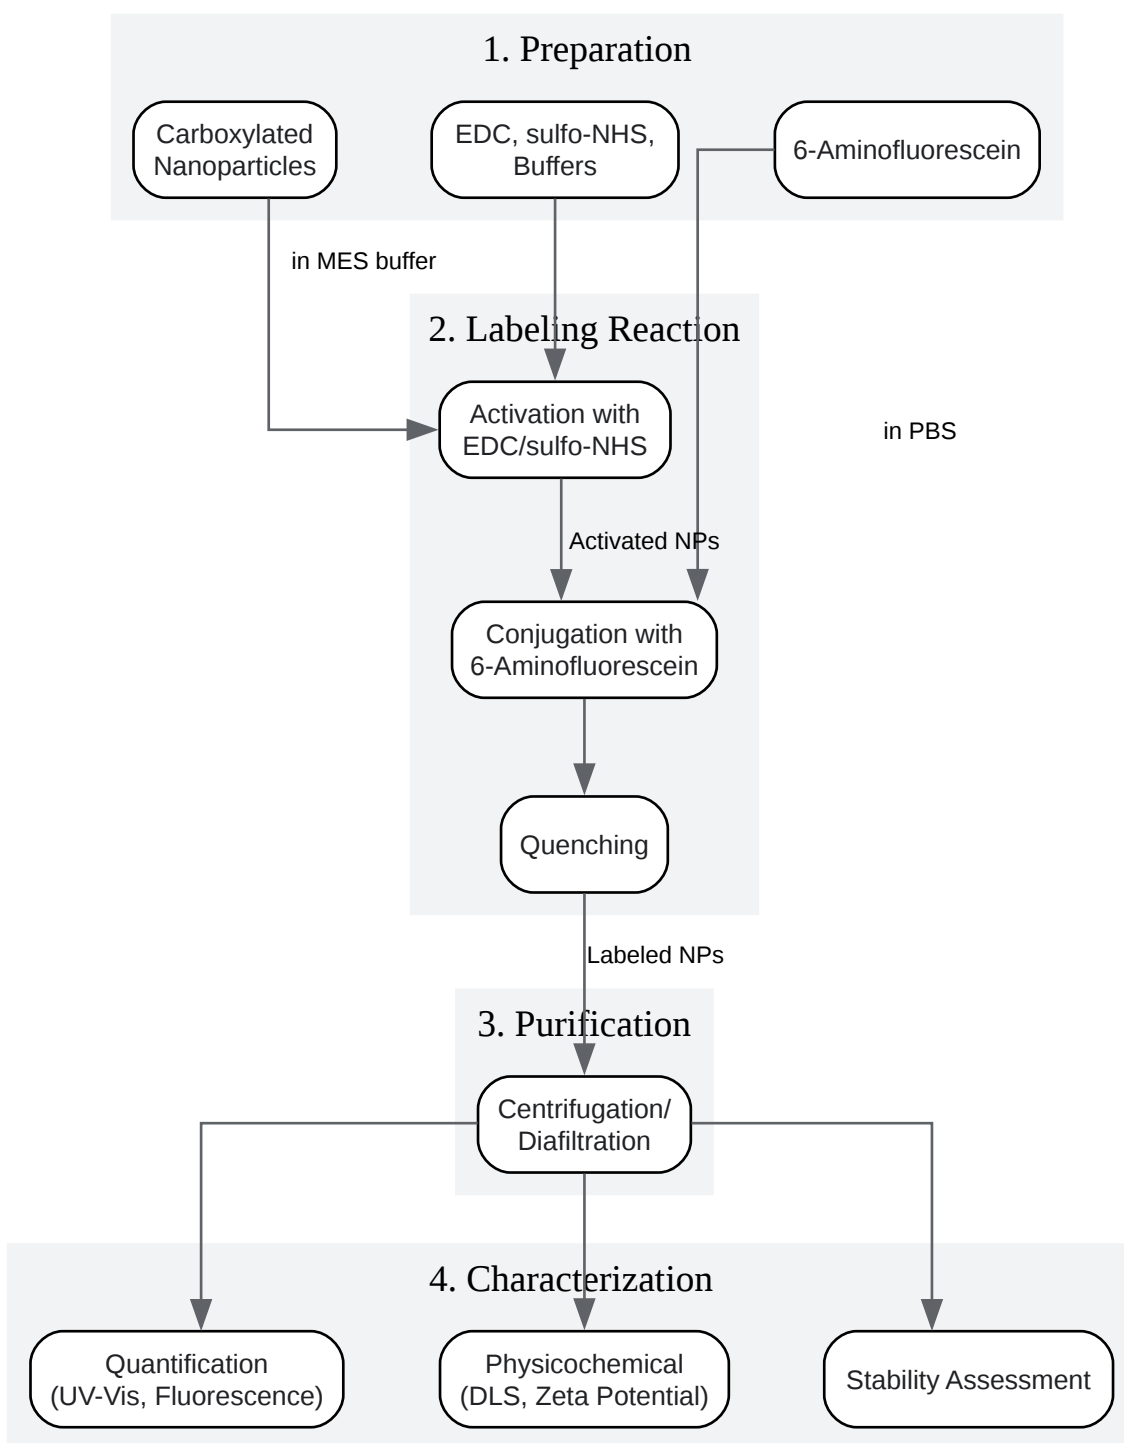 1. Preparation
Carboxylated
Nanoparticles
EDC, sulfo-NHS,
Buffers
6-Aminofluorescein
in MES buffer
2. Labeling Reaction
Activation with
EDC/sulfo-NHS
in PBS
Activated NPs
Conjugation with
6-Aminofluorescein
Quenching
Labeled NPs
3. Purification
Centrifugation/
Diafiltration
4. Characterization
Quantification
(UV-Vis, Fluorescence)
Physicochemical
(DLS, Zeta Potential)
Stability Assessment